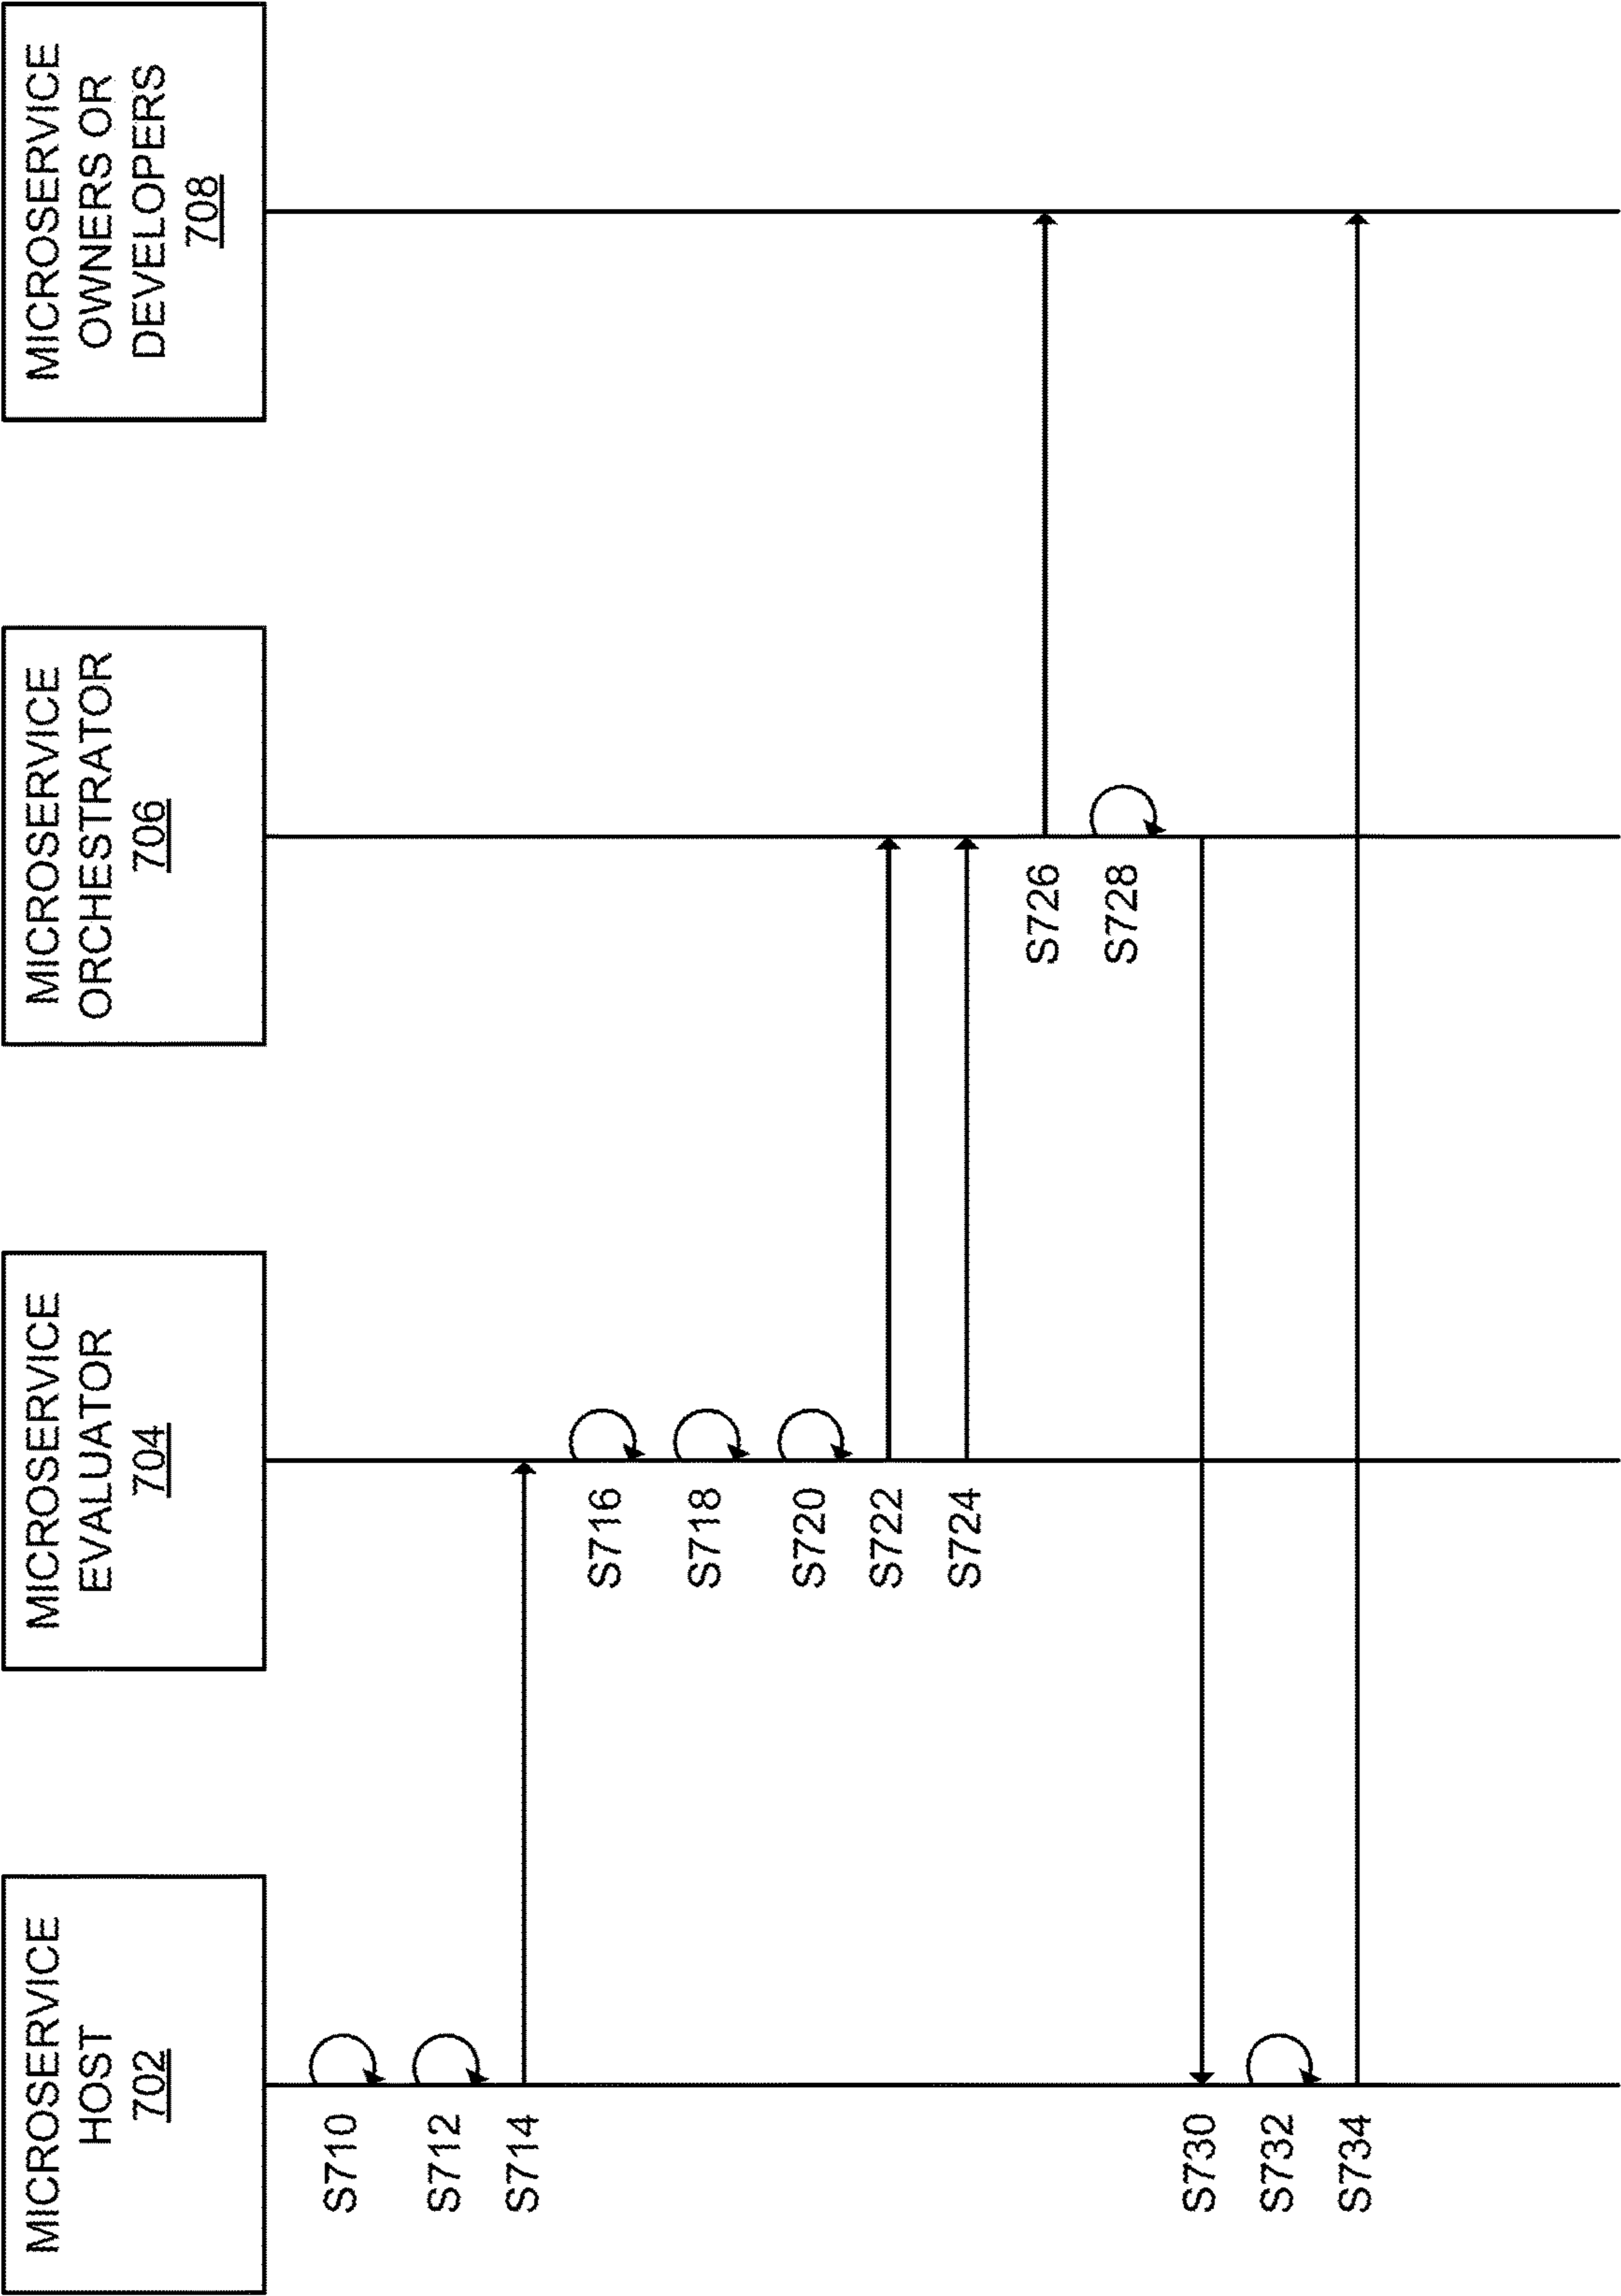 MICROSERVICE
HOST
702
MICROSERVICE
EVALUATOR
704
MICROSERVICE
ORCHESTRATOR
706
MICROSERVICE
OWNERS OR
DEVELOPERS
708
S710
S712
S714
S716
S718
S720
S722
S724
S726
S728
S730
S732
S734